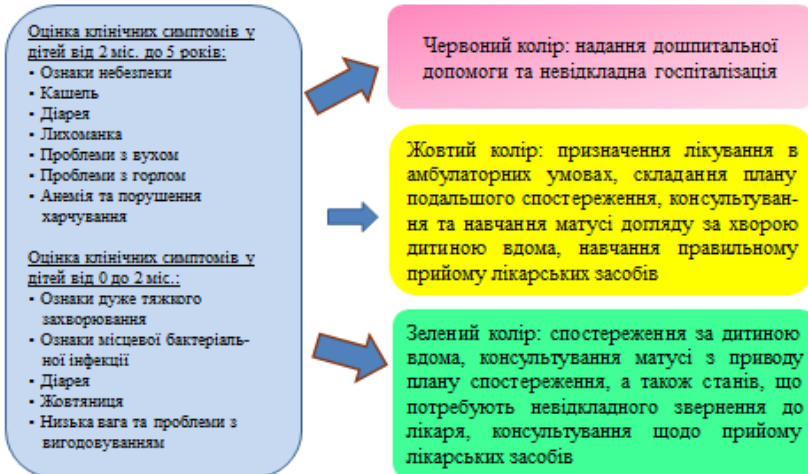 Оцінка клінічних симптомів у
дітей від 2 міс. до 5 років:
▪ Ознаки небезпеки
▪ Кашель
▪ Діарея
▪ Лихоманка
▪ Проблеми з вухом
▪ Проблеми з горлом
▪ Анемія та порушення
харчування
Оцінка клінічних симптомів у
дітей від 0 до 2 міс.:
▪ Ознаки дуже тяжкого
захворювання
▪ Ознаки місцевої бактеріаль-
ної інфекції
▪ Діарея
▪ Жовтяниця
▪ Низька вага та проблеми з
вигодовуванням
Червоний колір: надання дошпитальної
допомоги та невідкладна госпіталізація
Жовтий колір: призначення лікування в
амбулаторних умовах, складання плану
подальшого спостереження, консультуван-
ня та навчання матусі догляду за хворою
дитиною вдома, навчання правильному
прийому лікарських засобів
Зелений колір: спостереження за дитиною
вдома, консультування матусі з приводу
плану спостереження, а також станів, що
потребують невідкладного звернення до
лікаря, консультування щодо прийому
лікарських засобів